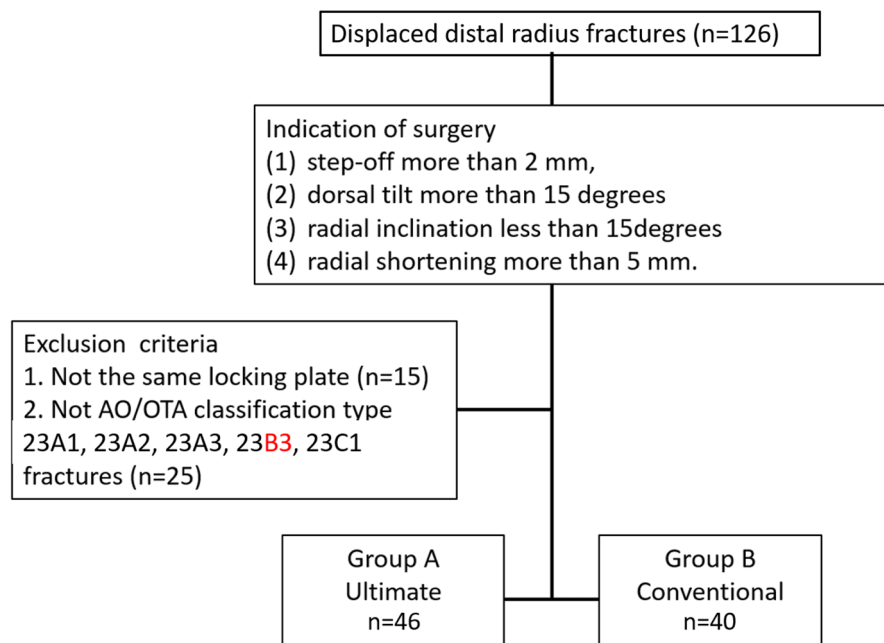 Displaced distal radius fractures (n=126)
Indication of surgery
(1) step-off more than 2 mm,
(2) dorsal tilt more than 15 degrees
(3) radial inclination less than 15degrees
(4) radial shortening more than 5 mm.
Exclusion criteria
1. Not the same locking plate (n=15)
2. Not AO/OTA classification type
23A1, 23A2, 23A3, 23B3, 23C1
fractures (n=25)
Group A
Ultimate
n=46
Group B
Conventional
n=40